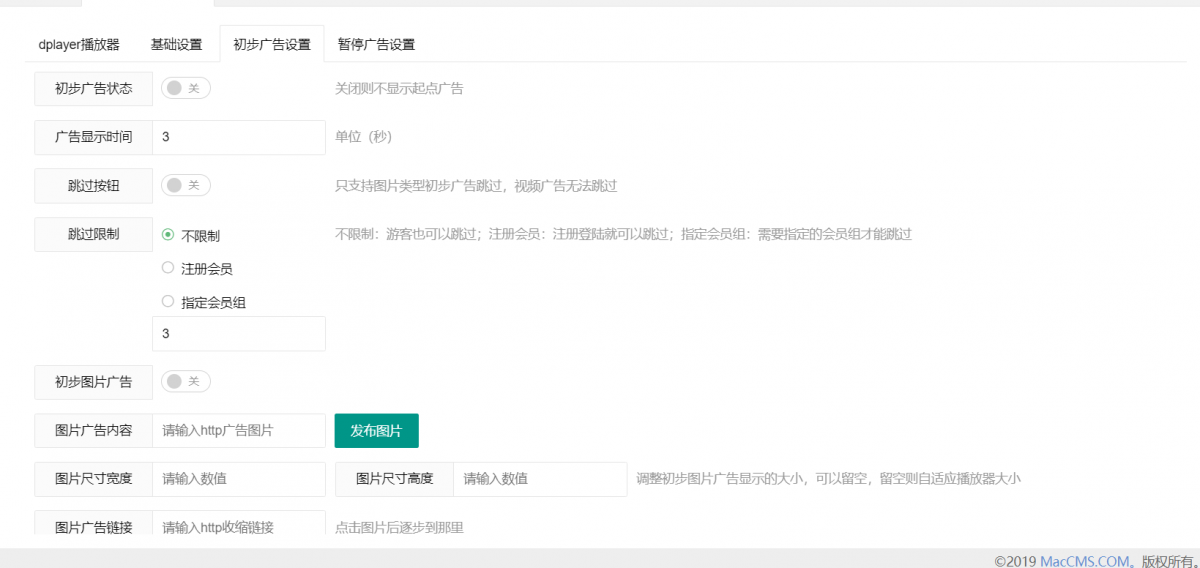 dplayer播放器 基础设置 初步广告设置 暂停广告设置
初步广告状态 关 关闭则不显示起点广告
广告显示时间 3 单位（秒）
跳过按钮 关 只支持图片类型初步广告跳过，视频广告无法跳过
跳过限制 不限制 不限制：游客也可以跳过；注册会员：注册登陆就可以跳过；指定会员组：需要指定的会员组才能跳过
注册会员
指定会员组
3
初步图片广告 关
图片广告内容 请输入http广告图片 发布图片
图片尺寸宽度 请输入数值 图片尺寸高度 请输入数值 调整初步图片广告显示的大小，可以留空，留空则自适应播放器大小
图片广告链接 请输入http收缩链接 点击图片后逐步到那里
©2019 MacCMS.COM。版权所有。